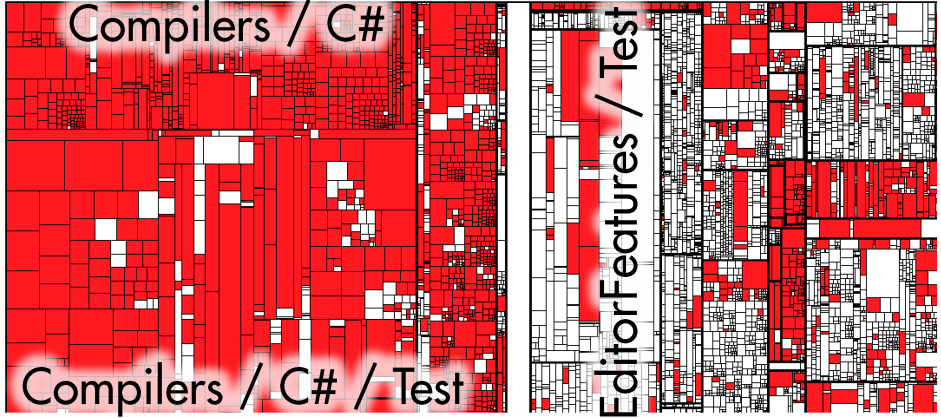 Compilers / C#
EditorFeatures / Test
Compilers / C# / Test